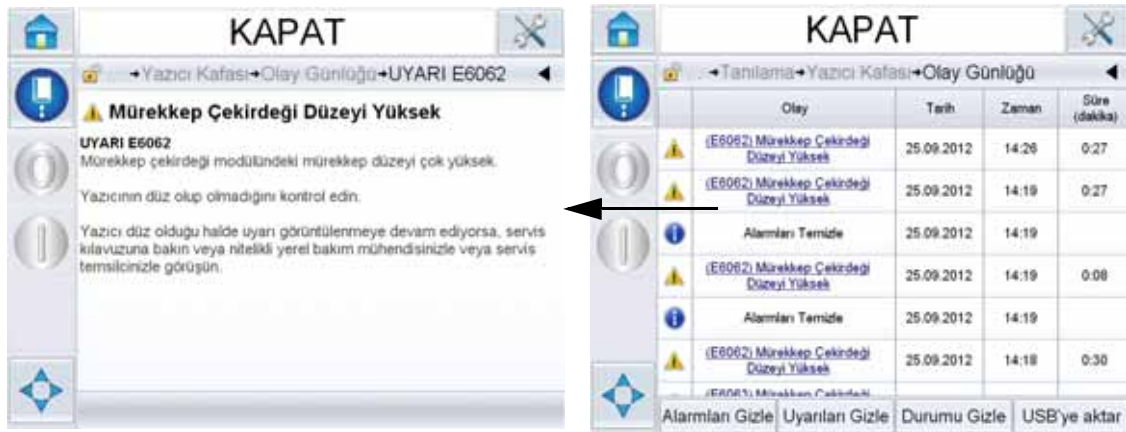 KAPAT
→Yazıcı Kafası→Olay Günlüğü→UYARI E6062
Mürekkep Çekirdeği Düzeyi Yüksek
UYARI E6062
Mürekkep çekirdeği modülündeki mürekkep düzeyi çok yüksek.
Yazıcının düz olup olmadığını kontrol edin.
Yazıcı düz olduğu halde uyarı görüntülenmeye devam ediyorsa, servis
kılavuzuna bakın veya nitelikli yerel bakım mühendisinizle veya servis
temsilcinizle görüşün.
KAPAT
→Tanılama→Yazıcı Kafası→Olay Günlüğü
Olay Tarih Zaman Süre
(dakika)
(E6062) Mürekkep Çekirdeği
Düzeyi Yüksek 25.09.2012 14:26 0:27
(E6062) Mürekkep Çekirdeği
Düzeyi Yüksek 25.09.2012 14:19 0:27
Alarmları Temizle 25.09.2012 14:19
(E6062) Mürekkep Çekirdeği
Düzeyi Yüksek 25.09.2012 14:19 0:08
Alarmları Temizle 25.09.2012 14:19
(E6062) Mürekkep Çekirdeği
Düzeyi Yüksek 25.09.2012 14:18 0:30
Mürekkep Çekirdeği
Alarmları Gizle Uyarıları Gizle Durumu Gizle USB'ye aktar